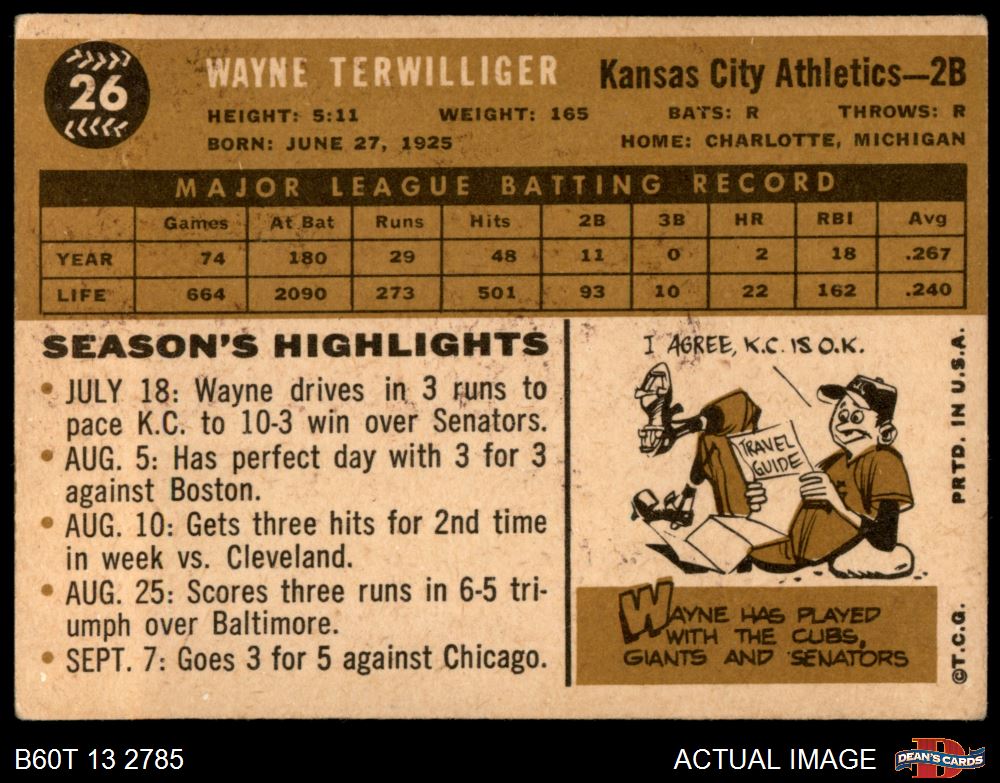 26
WAYNE TERWILLIGER Kansas City Athletics—2B
HEIGHT: 5:11 WEIGHT: 165 BATS: R THROWS: R
BORN: JUNE 27, 1925 HOME: CHARLOTTE, MICHIGAN
MAJOR LEAGUE BATTING RECORD
Games At Bat Runs Hits 2B 3B HR RBI Avg
YEAR 74 180 29 48 11 0 2 18 .267
LIFE 664 2090 273 501 93 10 22 162 .240
SEASON'S HIGHLIGHTS
• JULY 18: Wayne drives in 3 runs to
pace K.C. to 10-3 win over Senators.
• AUG. 5: Has perfect day with 3 for 3
against Boston.
• AUG. 10: Gets three hits for 2nd time
in week vs. Cleveland.
• AUG. 25: Scores three runs in 6-5 tri-
umph over Baltimore.
• SEPT. 7: Goes 3 for 5 against Chicago.
I AGREE, K.C. IS O.K.
TRAVEL
GUIDE
WAYNE HAS PLAYED
WITH THE CUBS,
GIANTS AND SENATORS
PRTD. IN U.S.A.
©T.C.G.
B60T 13 2785 ACTUAL IMAGE
D
DEAN'S CARDS